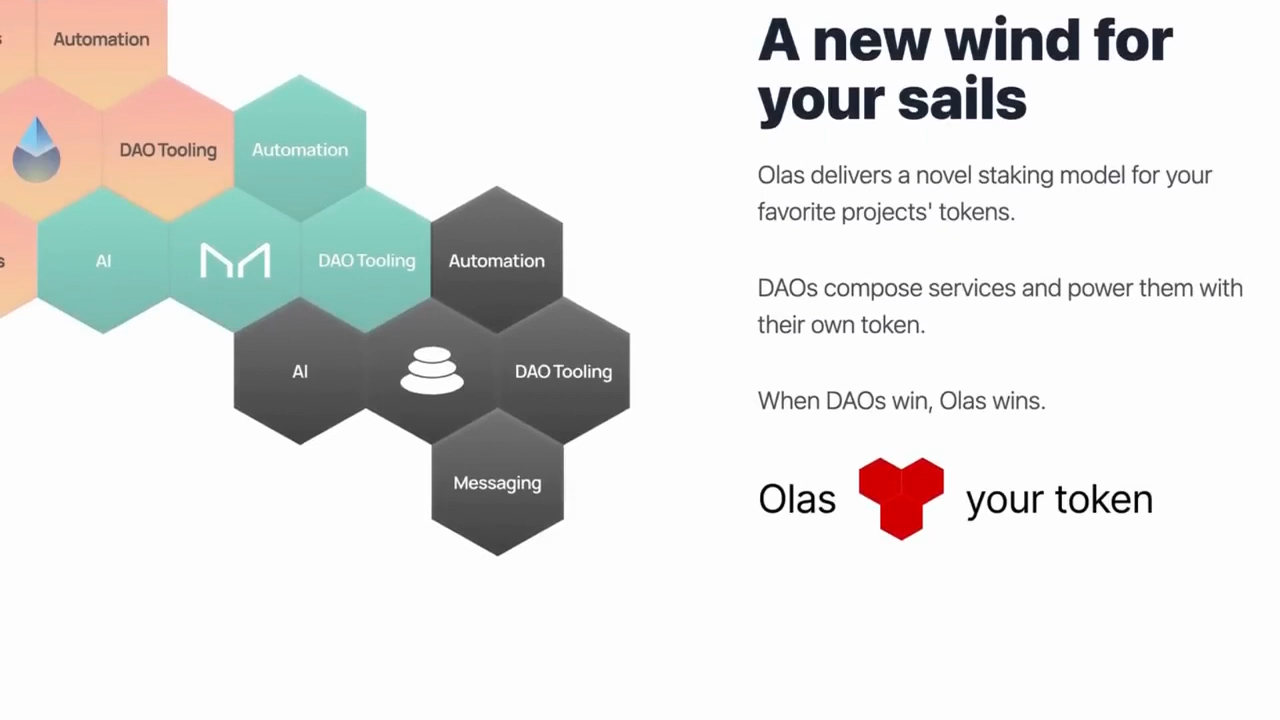 Automation
DAO Tooling
Automation
AI
DAO Tooling
Automation
AI
DAO Tooling
Messaging
A new wind for
your sails
Olas delivers a novel staking model for your
favorite projects' tokens.
DAOs compose services and power them with
their own token.
When DAOs win, Olas wins.
Olas your token